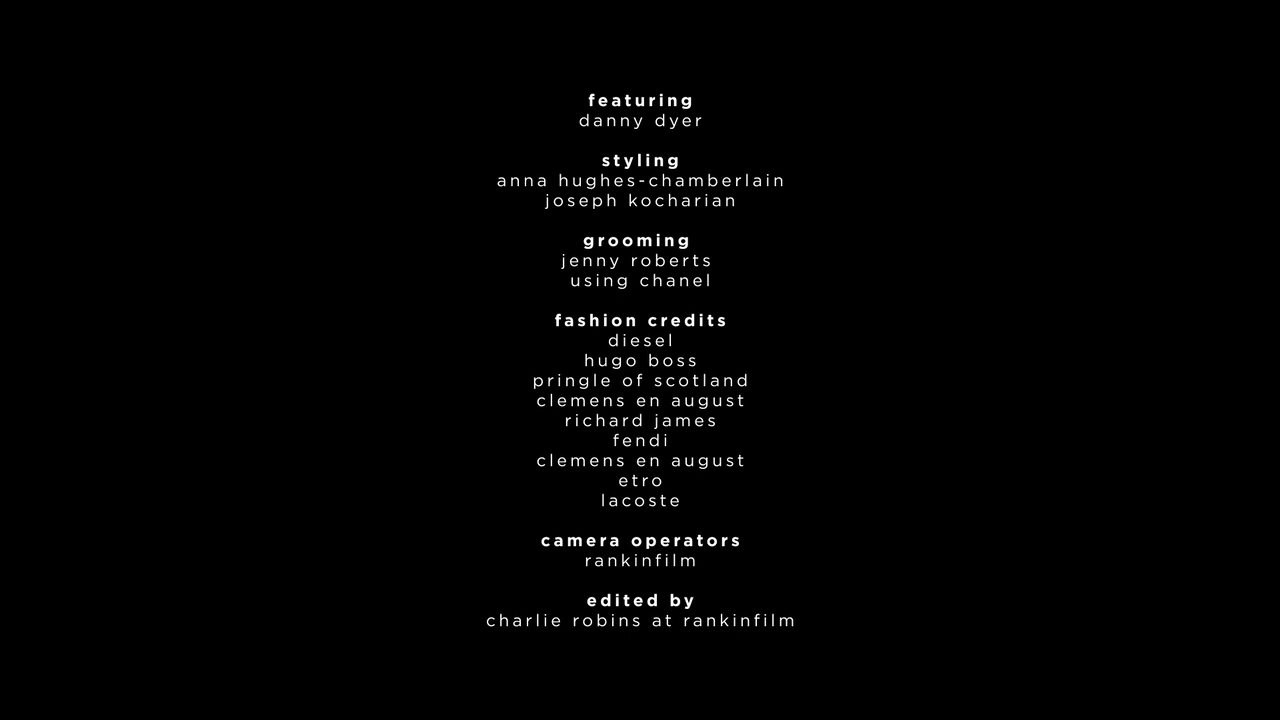 featuring
danny dyer
styling
anna hughes-chamberlain
joseph kocharian
grooming
jenny roberts
using chanel
fashion credits
diesel
hugo boss
pringle of scotland
clemens en august
richard james
fendi
clemens en august
etro
lacoste
camera operators
rankinfilm
edited by
charlie robins at rankinfilm